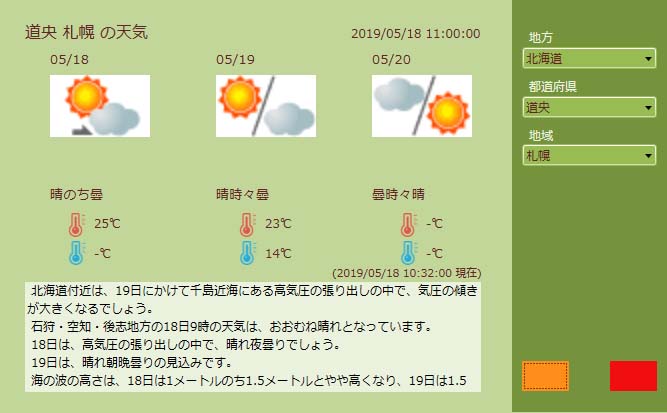 道央 札幌 の天気
2019/05/18 11:00:00
05/18
05/19
05/20
晴のち曇
晴時々曇
曇時々晴
25℃
23℃
-℃
-℃
14℃
-℃
(2019/05/18 10:32:00 現在)
北海道付近は、19日にかけて千島近海にある高気圧の張り出しの中で、気圧の傾き
が大きくなるでしょう。
石狩・空知・後志地方の18日9時の天気は、おおむね晴れとなっています。
18日は、高気圧の張り出しの中で、晴れ夜曇りでしょう。
19日は、晴れ朝晩曇りの見込みです。
海の波の高さは、18日は1メートルのち1.5メートルとやや高くなり、19日は1.5
地方
北海道
都道府県
道央
地域
札幌